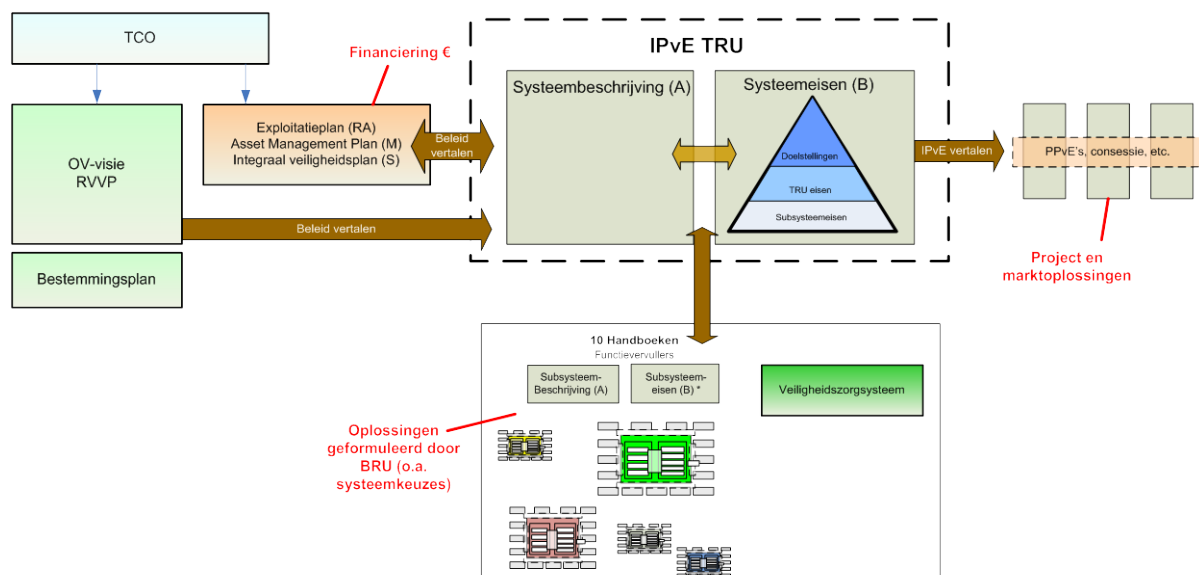 TCO
Financiering €
IPvE TRU
OV-visie
RVVP
Exploitatieplan (RA)
Asset Management Plan (M)
Integraal veiligheidsplan (S)
Beleid
vertalen
Systeembeschrijving (A)
Systeemeisen (B)
Doelstellingen
TRU eisen
Subsysteemeisen
IPvE vertalen
PPvE's, consessie, etc.
Beleid vertalen
Bestemmingsplan
Project en
marktoplossingen
10 Handboeken
Functievervullers
Subsysteem-
Beschrijving (A)
Subsysteem-
eisen (B) *
Veiligheidszorgsysteem
Oplossingen
geformuleerd door
BRU (o.a.
systeemkeuzes)